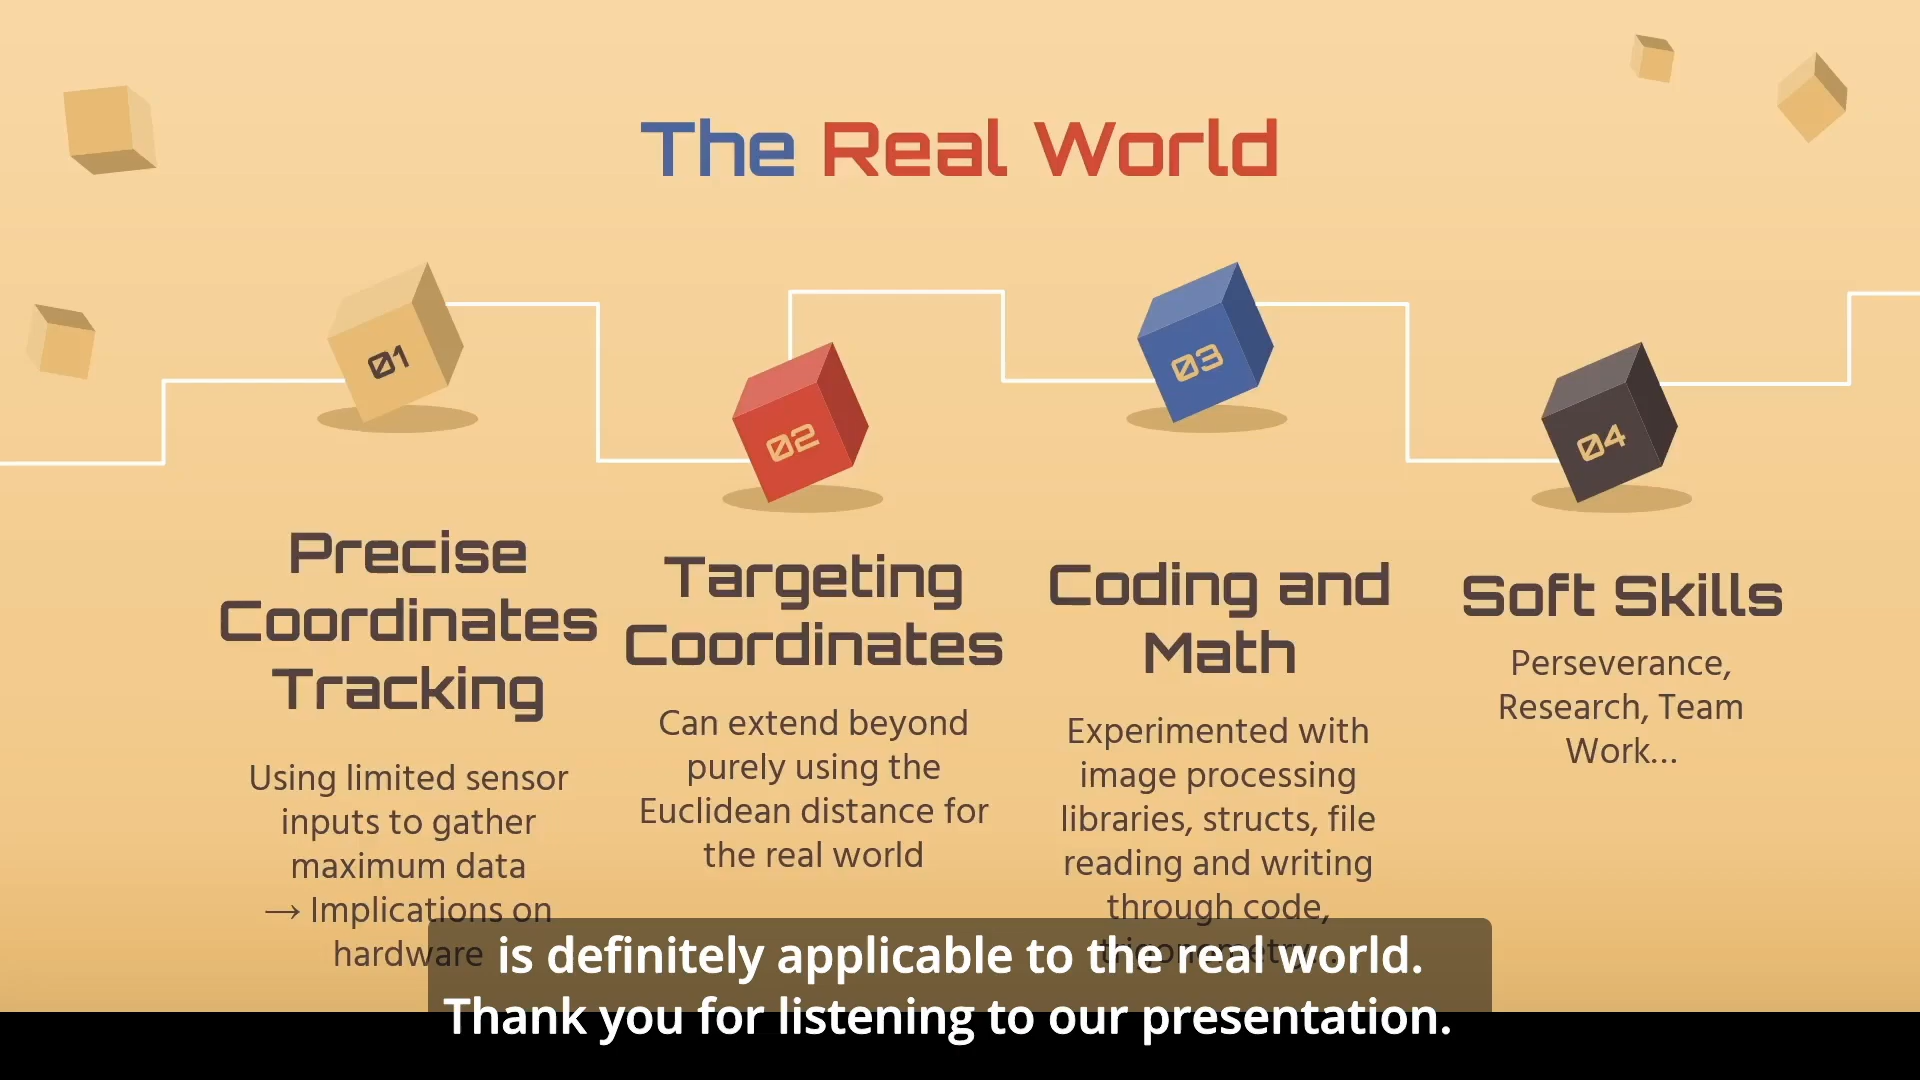 The Real World
01
02
03
04
Precise
Coordinates
Tracking
Using limited sensor
inputs to gather
maximum data
→ Implications on
hardware
Targeting
Coordinates
Can extend beyond
purely using the
Euclidean distance for
the real world
Coding and
Math
Experimented with
image processing
libraries, structs, file
reading and writing
through code,
trigonometry...
Soft Skills
Perseverance,
Research, Team
Work...
is definitely applicable to the real world.
Thank you for listening to our presentation.